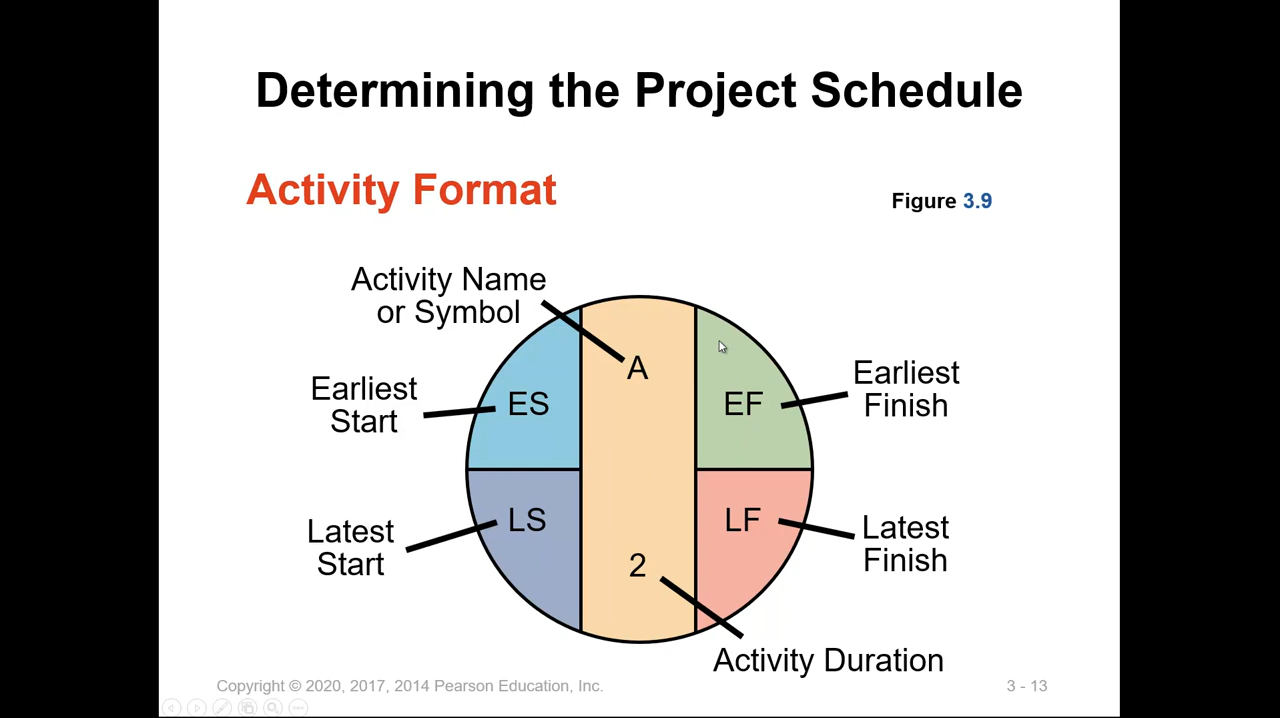 Determining the Project Schedule
Activity Format
Figure 3.9
Activity Name
or Symbol
A
Earliest
Start
ES
EF
Earliest
Finish
Latest
Start
LS
LF
Latest
Finish
2
Activity Duration
Copyright © 2020, 2017, 2014 Pearson Education, Inc.
3 - 13